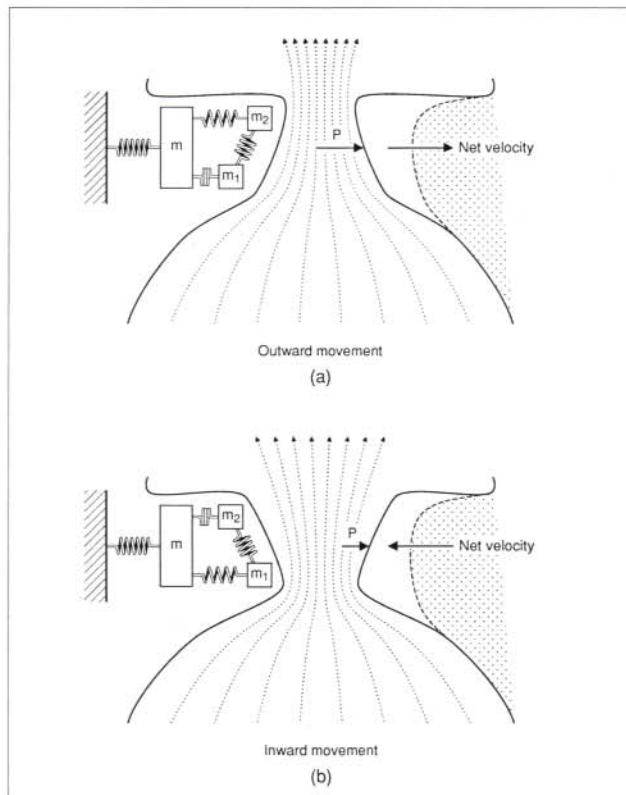 m₂
m
P
Net velocity
m₁
Outward movement
(a)
m₂
m
P
Net velocity
m₁
Inward movement
(b)